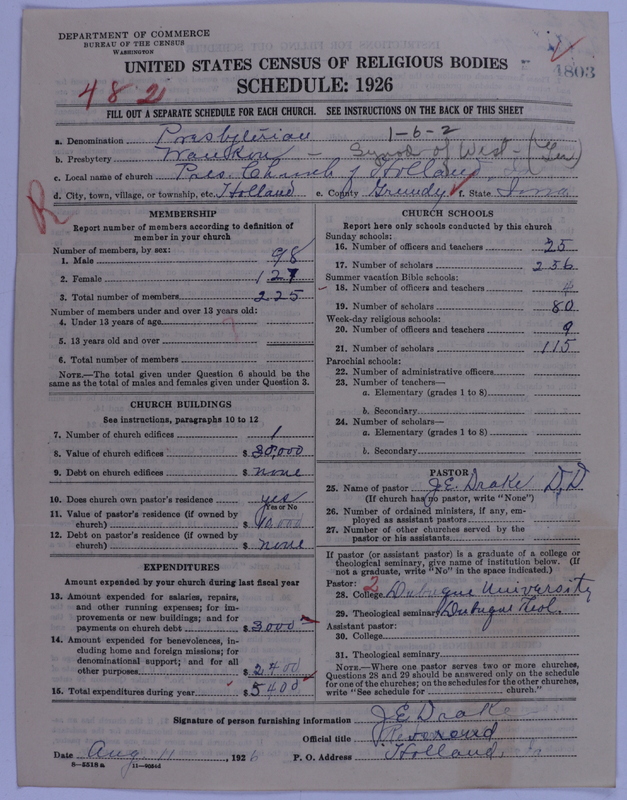 DEPARTMENT OF COMMERCE
BUREAU OF THE CENSUS
WASHINGTON
UNITED STATES CENSUS OF RELIGIOUS BODIES
SCHEDULE: 1926
482
1803
FILL OUT A SEPARATE SCHEDULE FOR EACH CHURCH. SEE INSTRUCTIONS ON THE BACK OF THIS SHEET
a. Denomination Presbyterian 1-6-2
b. Presbytery Waukon - Synod of West - (Ger)
c. Local name of church Pres. Church of Holland,
d. City, town, village, or township, etc. Holland e. County Grundy f. State Iowa
R
MEMBERSHIP
Report number of members according to definition of member in your church
Number of members, by sex:
1. Male 98
2. Female 127
3. Total number of members 225
Number of members under and over 13 years old:
4. Under 13 years of age
5. 13 years old and over
6. Total number of members
NOTE.—The total given under Question 6 should be the same as the total of males and females given under Question 3.
CHURCH BUILDINGS
See instructions, paragraphs 10 to 12
7. Number of church edifices 1
8. Value of church edifices $ 30,000
9. Debt on church edifices $ none
10. Does church own pastor's residence yes
Yes or No
11. Value of pastor's residence (if owned by church) $ 10,000
12. Debt on pastor's residence (if owned by church) $ none
EXPENDITURES
Amount expended by your church during last fiscal year
13. Amount expended for salaries, repairs, and other running expenses; for improvements or new buildings; and for payments on church debt $ 3000
14. Amount expended for benevolences, including home and foreign missions; for denominational support; and for all other purposes $ 2400
15. Total expenditures during year $ 5400
CHURCH SCHOOLS
Report here only schools conducted by this church
Sunday schools:
16. Number of officers and teachers 25
17. Number of scholars 256
Summer vacation Bible schools:
18. Number of officers and teachers 4
19. Number of scholars 80
Week-day religious schools:
20. Number of officers and teachers 9
21. Number of scholars 115
Parochial schools:
22. Number of administrative officers
23. Number of teachers—
a. Elementary (grades 1 to 8)
b. Secondary
24. Number of scholars—
a. Elementary (grades 1 to 8)
b. Secondary
PASTOR
25. Name of pastor J.E. Drake D.D
(If church has no pastor, write "None")
26. Number of ordained ministers, if any, employed as assistant pastors
27. Number of other churches served by the pastor or his assistants
If pastor (or assistant pastor) is a graduate of a college or theological seminary, give name of institution below. (If not a graduate, write "No" in the space indicated.)
Pastor: 2
28. College Dubuque University
29. Theological seminary Dubuque Theol.
Assistant pastor:
30. College
31. Theological seminary
NOTE.—Where one pastor serves two or more churches, Questions 28 and 29 should be answered only on the schedule for one of the churches; on the schedules for the other churches, write "See schedule for church."
Signature of person furnishing information J.E. Drake
Official title Reverend
Date Aug 11, 1926 P. O. Address Holland,
8—5518a 11—9034d